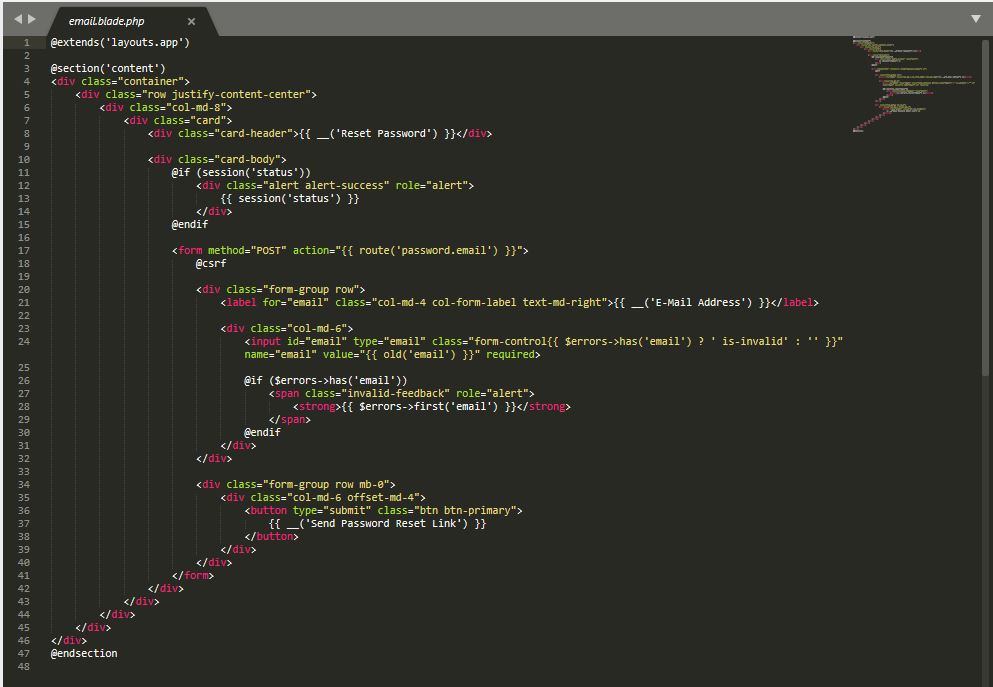 email.blade.php
1 @extends('layouts.app')
2
3 @section('content')
4 <div class="container">
5     <div class="row justify-content-center">
6         <div class="col-md-8">
7             <div class="card">
8                 <div class="card-header">{{ __('Reset Password') }}</div>
9
10                 <div class="card-body">
11                     @if (session('status'))
12                         <div class="alert alert-success" role="alert">
13                             {{ session('status') }}
14                         </div>
15                     @endif
16
17                     <form method="POST" action="{{ route('password.email') }}">
18                         @csrf
19
20                         <div class="form-group row">
21                             <label for="email" class="col-md-4 col-form-label text-md-right">{{ __('E-Mail Address') }}</label>
22
23                             <div class="col-md-6">
24                                 <input id="email" type="email" class="form-control{{ $errors->has('email') ? ' is-invalid' : '' }}"
                                name="email" value="{{ old('email') }}" required>
25
26                                 @if ($errors->has('email'))
27                                     <span class="invalid-feedback" role="alert">
28                                         <strong>{{ $errors->first('email') }}</strong>
29                                     </span>
30                                 @endif
31                             </div>
32                         </div>
33
34                         <div class="form-group row mb-0">
35                             <div class="col-md-6 offset-md-4">
36                                 <button type="submit" class="btn btn-primary">
37                                     {{ __('Send Password Reset Link') }}
38                                 </button>
39                             </div>
40                         </div>
41                     </form>
42                 </div>
43             </div>
44         </div>
45     </div>
46 </div>
47 @endsection
48